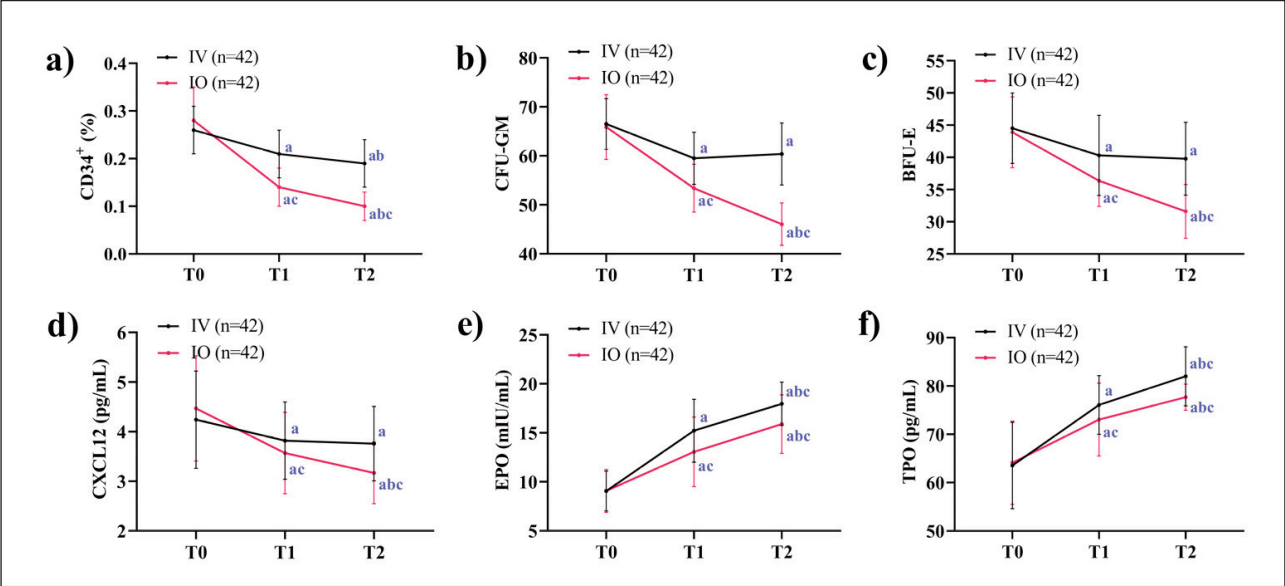 a)
IV (n=42)
IO (n=42)
CD34+ (%)
0.4
0.3
0.2
0.1
0.0
a
ab
ac
abc
T0 T1 T2
b)
IV (n=42)
IO (n=42)
CFU-GM
80
70
60
50
40
a
a
ac
abc
T0 T1 T2
c)
IV (n=42)
IO (n=42)
BFU-E
55
50
45
40
35
30
25
a
a
ac
abc
T0 T1 T2
d)
IV (n=42)
IO (n=42)
CXCL12 (pg/mL)
6
5
4
3
2
a
a
ac
abc
T0 T1 T2
e)
IV (n=42)
IO (n=42)
EPO (mIU/mL)
25
20
15
10
5
abc
a
abc
ac
T0 T1 T2
f)
IV (n=42)
IO (n=42)
TPO (pg/mL)
90
80
70
60
50
abc
a
abc
ac
T0 T1 T2